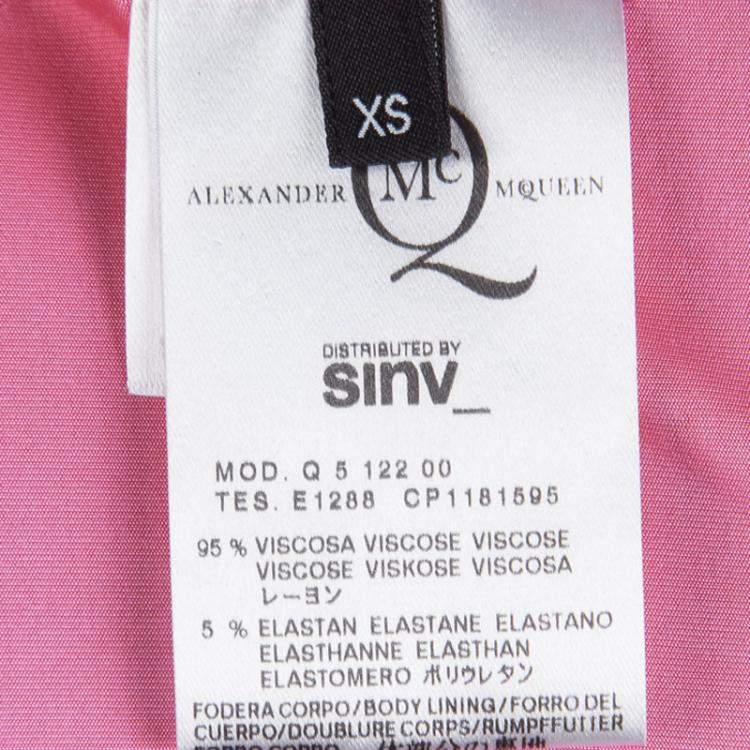 XS
McQ
ALEXANDER MCQUEEN
DISTRIBUTED BY
sinv_
MOD. Q 5 122 00
TES. E1288 CP1181595
95 % VISCOSA VISCOSE VISCOSE
VISCOSE VISKOSE VISCOSA
レーヨン
5 % ELASTAN ELASTANE ELASTANO
ELASTHANNE ELASTHAN
ELASTOMERO ポリウレタン
FODERA CORPO/BODY LINING/FORRO DEL
CUERPO/DOUBLURE CORPS/RUMPFFUTTER